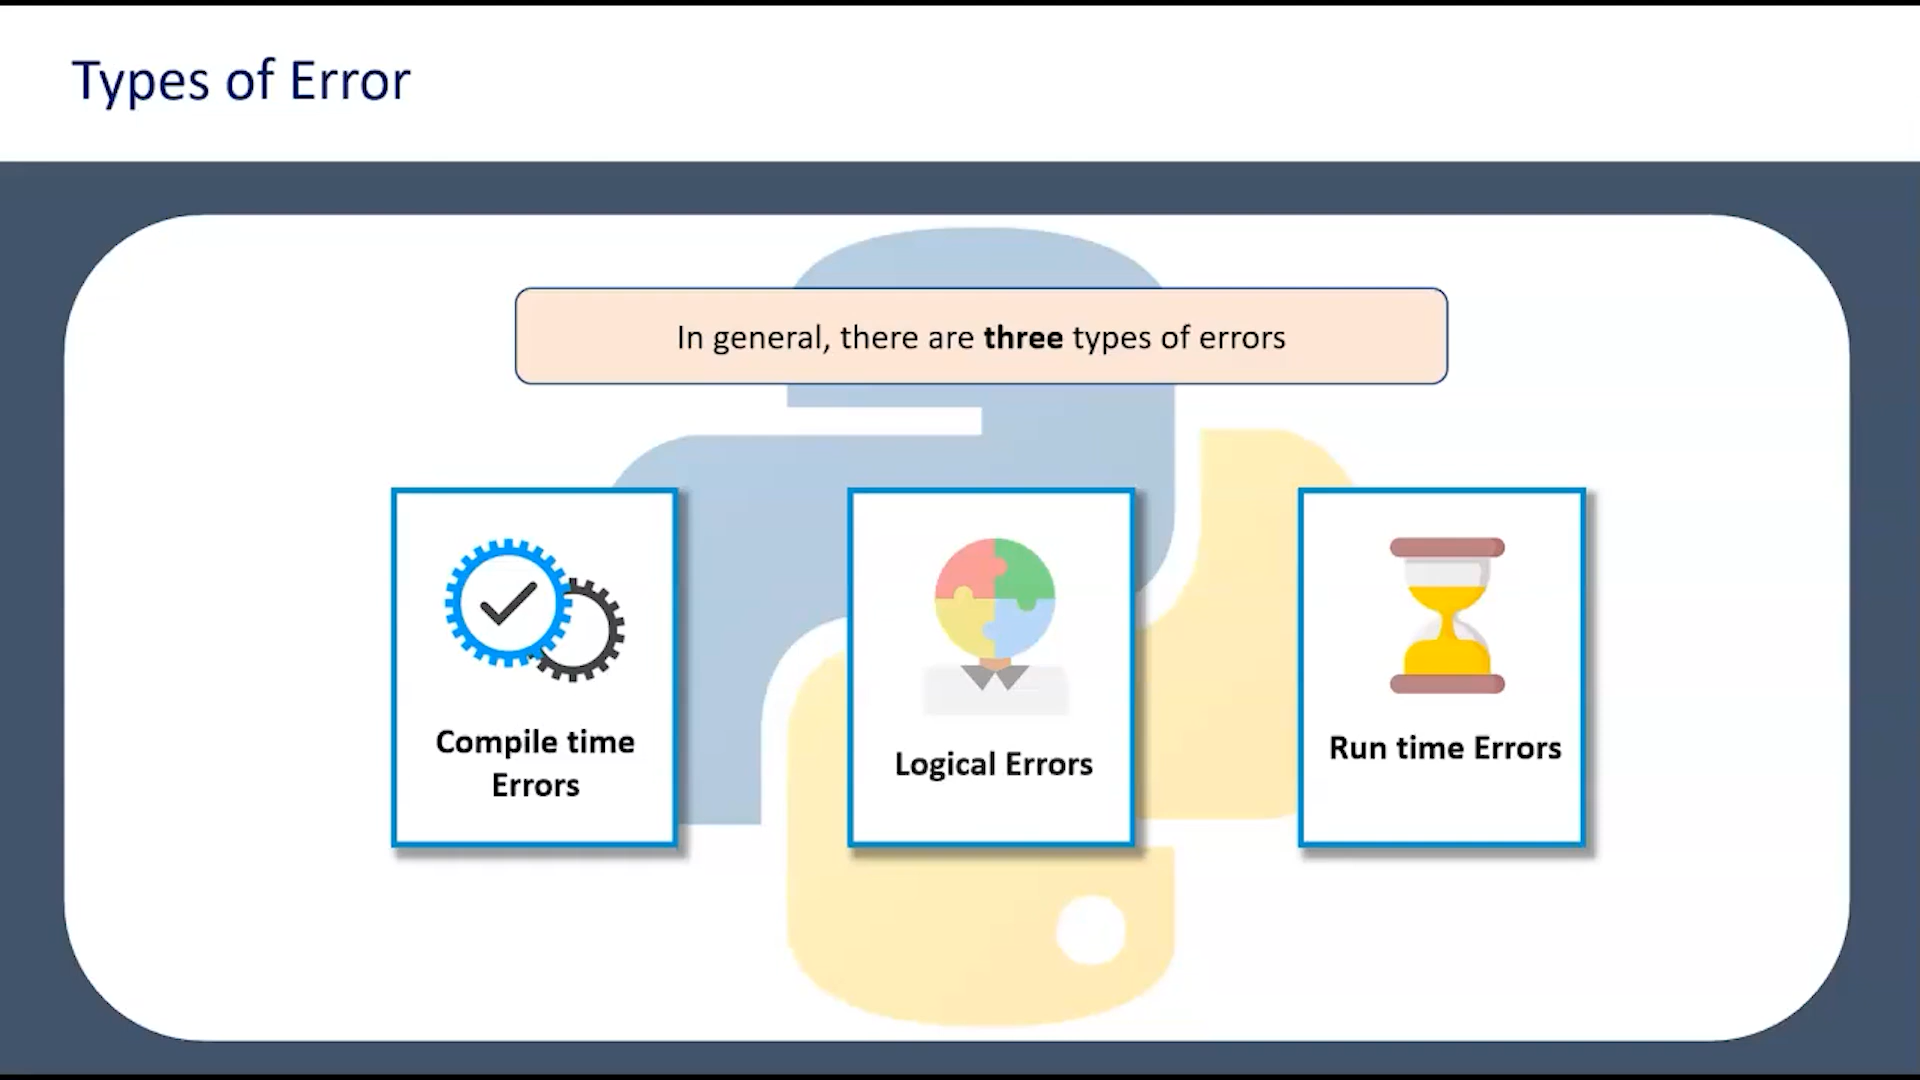 Types of Error
In general, there are three types of errors
Compile time
Errors
Logical Errors
Run time Errors